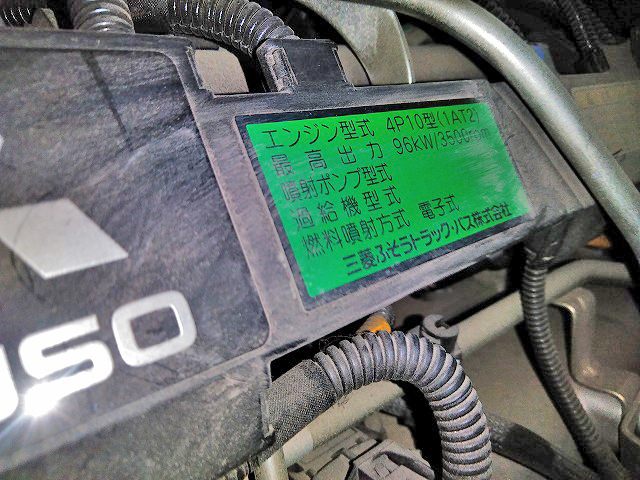 エンジン型式 4P10型(1AT2)
最高出力 96kW/3500rpm
噴射ポンプ型式
過給機型式
燃料噴射方式 電子式
三菱ふそうトラック・バス株式会社
USO